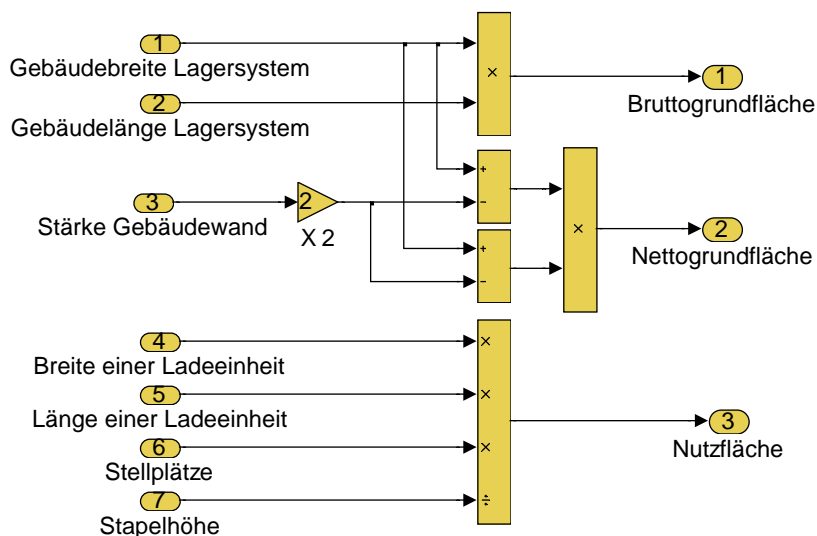 1
Gebäudebreite Lagersystem
2
Gebäudelänge Lagersystem
×
1
Bruttogrundfläche
3
Stärke Gebäudewand
2
X 2
+
-
+
-
×
2
Nettogrundfläche
4
Breite einer Ladeeinheit
5
Länge einer Ladeeinheit
6
Stellplätze
7
Stapelhöhe
×
×
×
÷
3
Nutzfläche